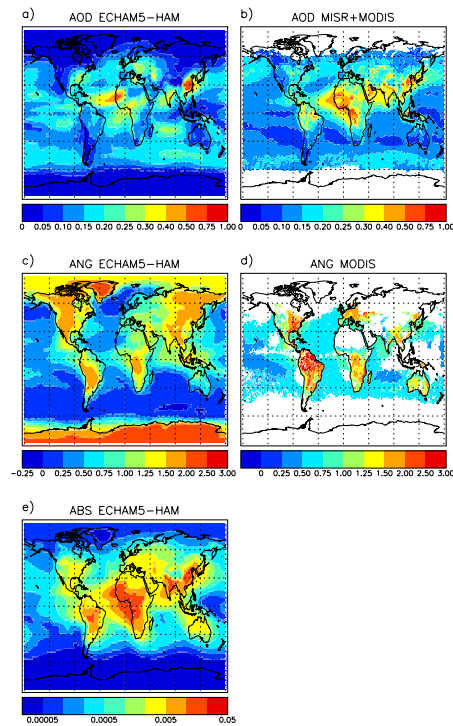 a) AOD ECHAM5-HAM
b) AOD MISR+MODIS
0 0.05 0.10 0.15 0.20 0.25 0.30 0.40 0.50 0.75 1.00
0 0.05 0.10 0.15 0.20 0.25 0.30 0.40 0.50 0.75 1.00
c) ANG ECHAM5-HAM
d) ANG MODIS
-0.25 0 0.25 0.50 0.75 1.00 1.25 1.50 2.00 2.50 3.00
0 0.25 0.50 0.75 1.00 1.25 1.50 2.00 2.50 3.00
e) ABS ECHAM5-HAM
0.00005 0.0005 0.005 0.05